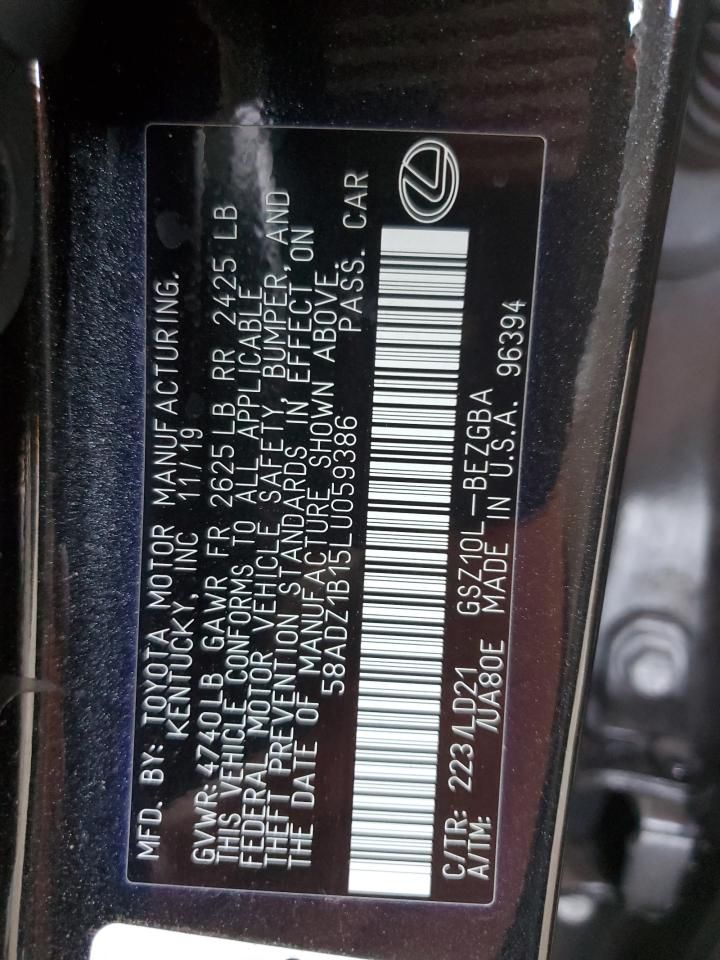 MFD. BY: TOYOTA MOTOR MANUFACTURING.
KENTUCKY, INC 11/19
GVWR: 4740 LB GAWR FR 2625 LB RR 2425 LB
THIS VEHICLE CONFORMS TO ALL APPLICABLE
FEDERAL MOTOR VEHICLE SAFETY, BUMPER, AND
THEFT PREVENTION STANDARDS IN EFFECT ON
THE DATE OF MANUFACTURE SHOWN ABOVE.
58ADZ1B15LU059386 PASS. CAR
C/TR: 223/LD21 GSZ10L-BEZGBA
A/TM: /UA80E MADE IN U.S.A. 96394